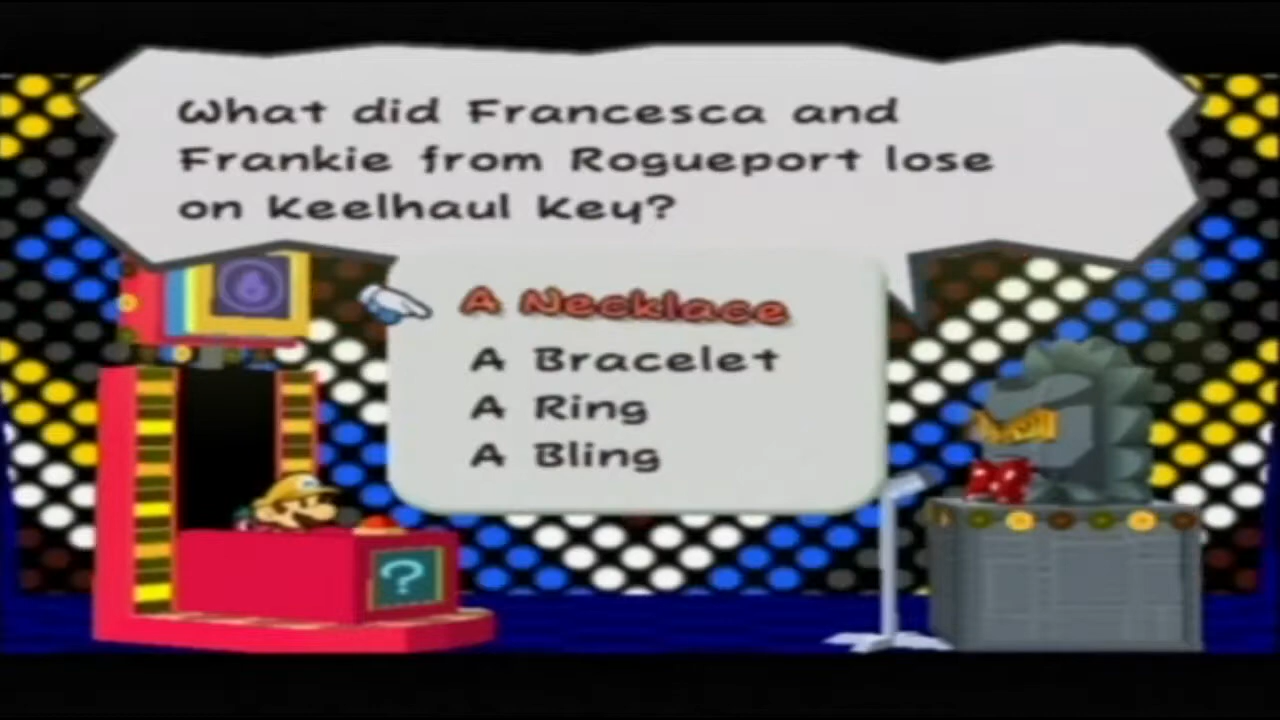 What did Francesca and
Frankie from Rogueport lose
on Keelhaul Key?
A Necklace
A Bracelet
A Ring
A Bling
?